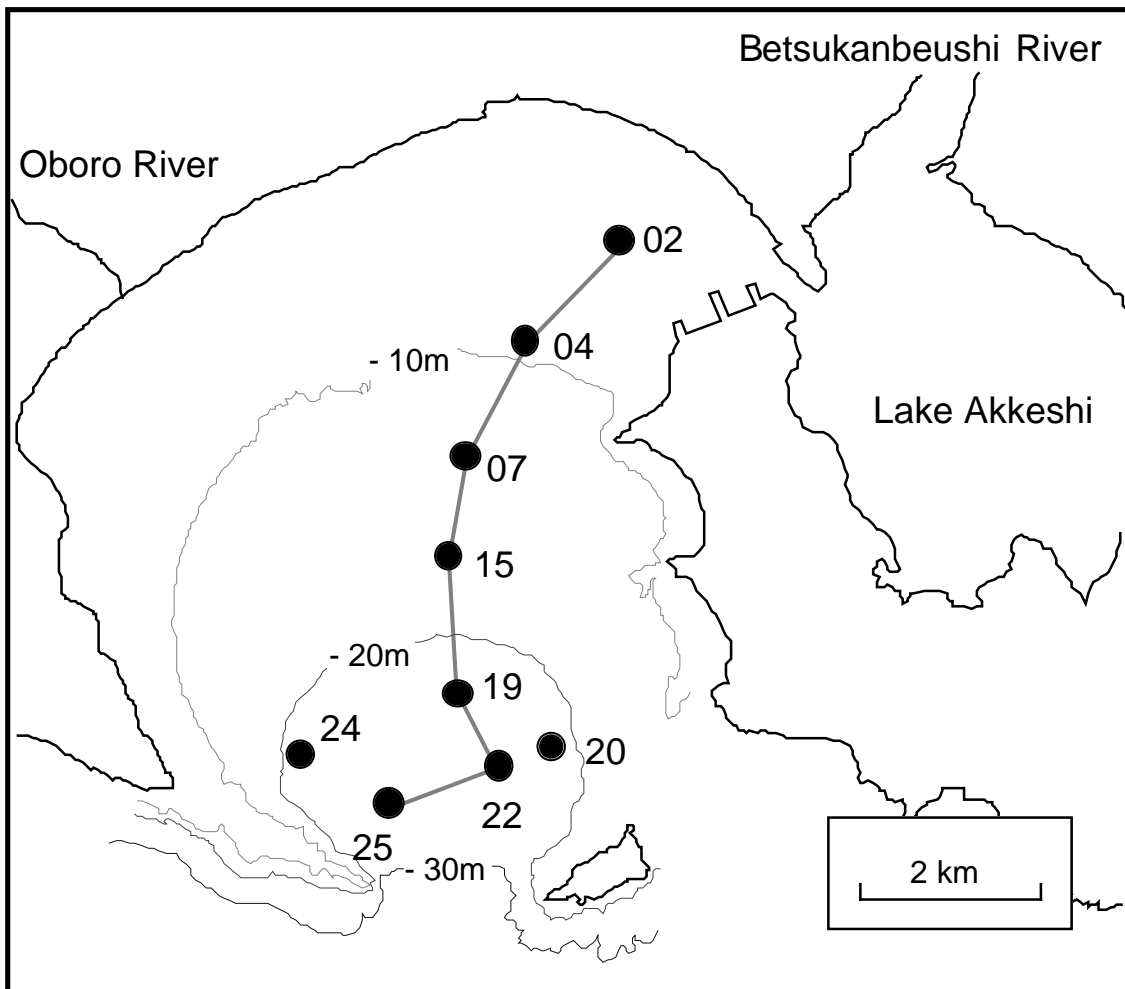 Betsukanbeushi River
Oboro River
02
04
- 10m
Lake Akkeshi
07
15
- 20m
19
24
20
22
25
- 30m
2 km